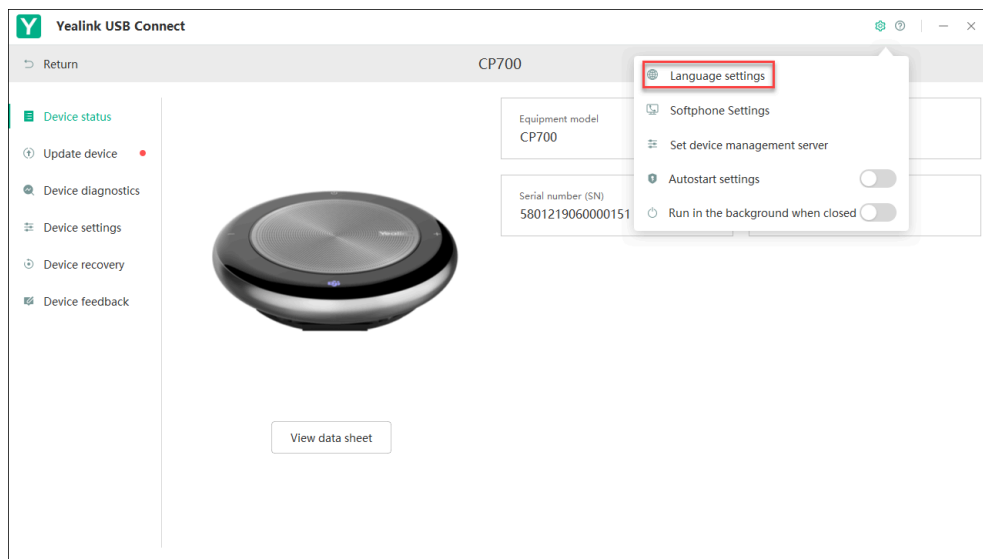 Y Yealink USB Connect
Return
CP700
Language settings
Softphone Settings
Set device management server
Autostart settings
Run in the background when closed
Device status
Update device
Device diagnostics
Device settings
Device recovery
Device feedback
Yealink
View data sheet
Equipment model
CP700
Serial number (SN)
5801219060000151